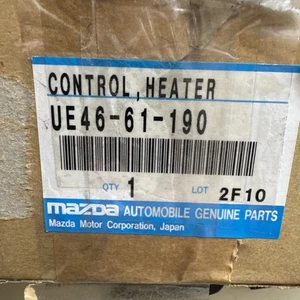 CONTROL,HEATER
UE46-61-190
QTY 1 LOT 2F10
mazda AUTOMOBILE GENUINE PARTS
Mazda Motor Corporation, Japan